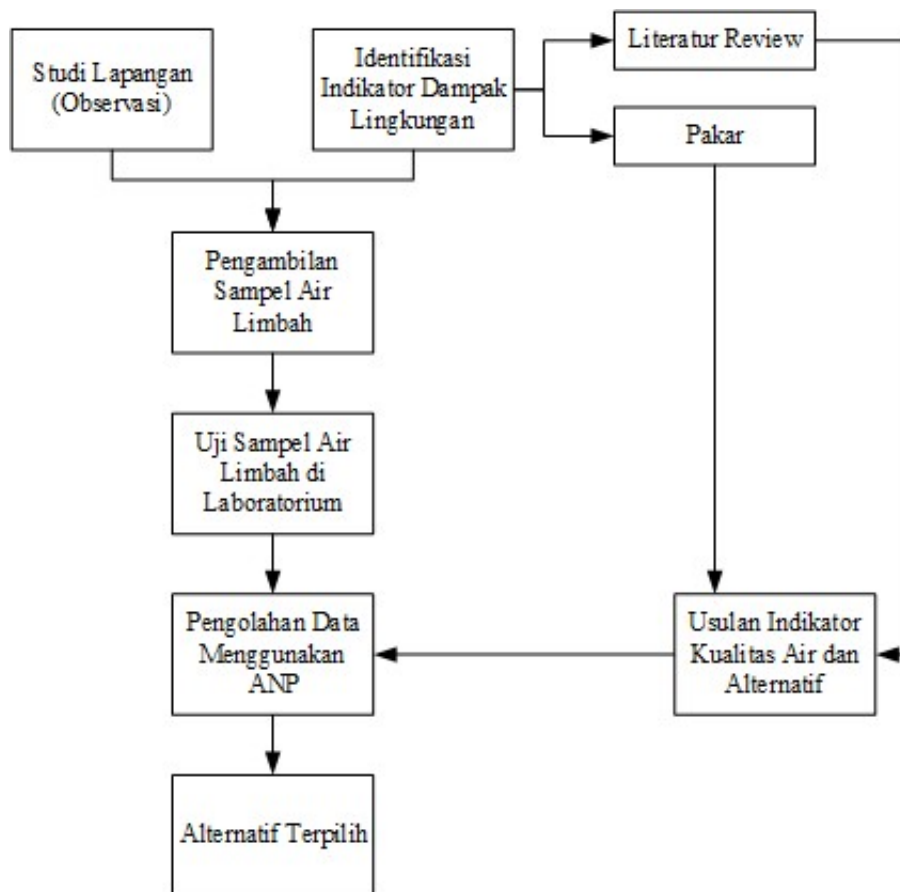 Studi Lapangan
(Observasi)
Identifikasi
Indikator Dampak
Lingkungan
Literatur Review
Pakar
Pengambilan
Sampel Air
Limbah
Uji Sampel Air
Limbah di
Laboratorium
Pengolahan Data
Menggunakan
ANP
Usulan Indikator
Kualitas Air dan
Alternatif
Alternatif Terpilih